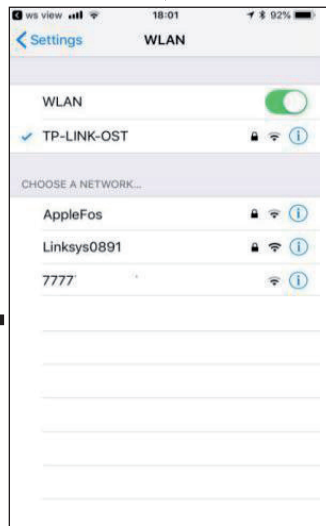 ws view 18:01 92%
Settings WLAN
WLAN
TP-LINK-OST
CHOOSE A NETWORK...
AppleFos
Linksys0891
7777